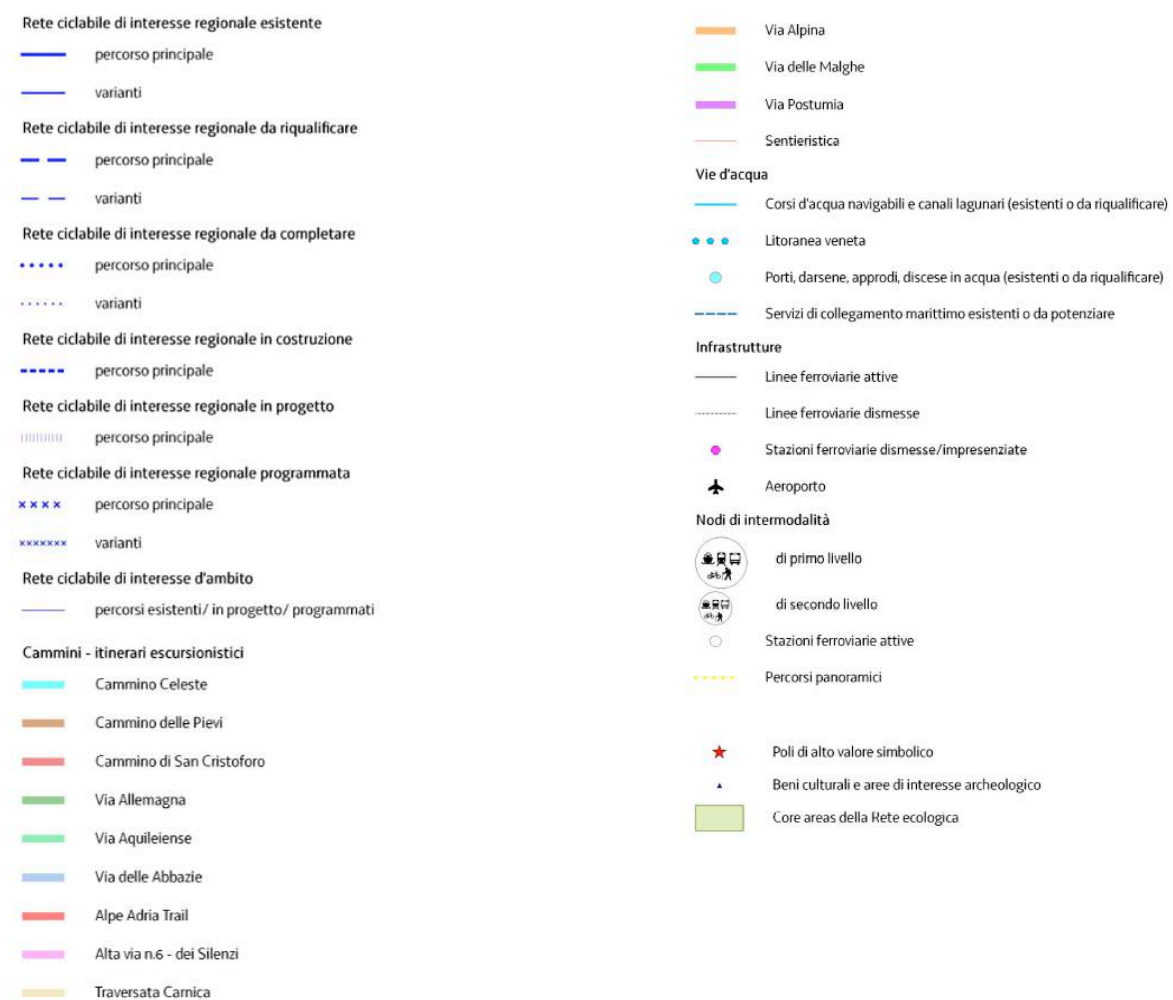 Rete ciclabile di interesse regionale esistente
percorso principale
varianti
Rete ciclabile di interesse regionale da riqualificare
percorso principale
varianti
Rete ciclabile di interesse regionale da completare
percorso principale
varianti
Rete ciclabile di interesse regionale in costruzione
percorso principale
Rete ciclabile di interesse regionale in progetto
percorso principale
Rete ciclabile di interesse regionale programmata
percorso principale
varianti
Rete ciclabile di interesse d'ambito
percorsi esistenti/ in progetto/ programmati
Cammini - itinerari escursionistici
Cammino Celeste
Cammino delle Pievi
Cammino di San Cristoforo
Via Allemagna
Via Aquileiense
Via delle Abbazie
Alpe Adria Trail
Alta via n.6 - dei Silenzi
Traversata Carnica
Via Alpina
Via delle Malghe
Via Postumia
Sentieristica
Vie d'acqua
Corsi d'acqua navigabili e canali lagunari (esistenti o da riqualificare)
Litoranea veneta
Porti, darsene, approdi, discese in acqua (esistenti o da riqualificare)
Servizi di collegamento marittimo esistenti o da potenziare
Infrastrutture
Linee ferroviarie attive
Linee ferroviarie dismesse
Stazioni ferroviarie dismesse/impresenziate
Aeroporto
Nodi di intermodalità
di primo livello
di secondo livello
Stazioni ferroviarie attive
Percorsi panoramici
Poli di alto valore simbolico
Beni culturali e aree di interesse archeologico
Core areas della Rete ecologica